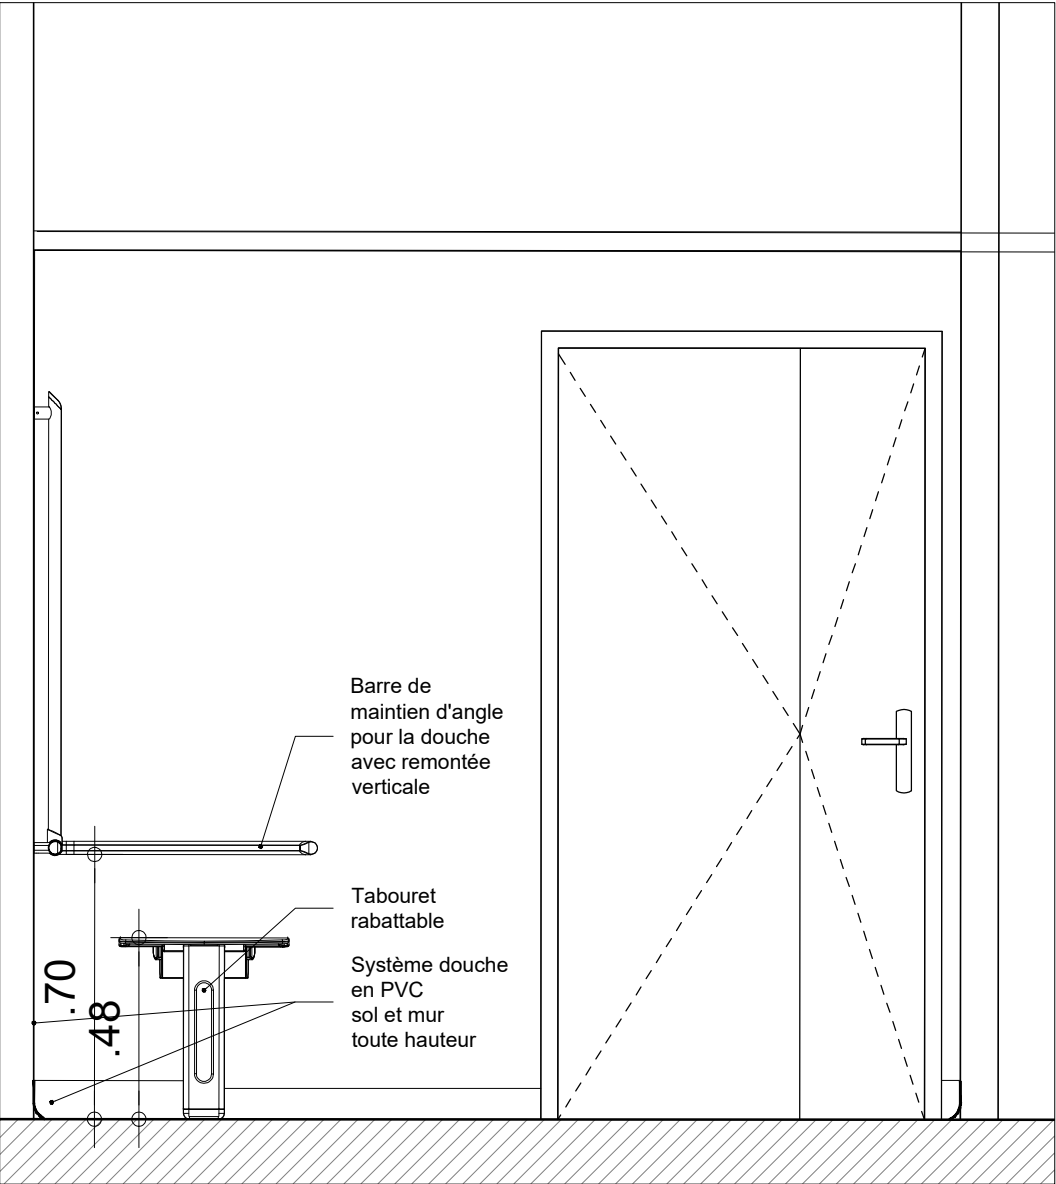 Barre de
maintien d'angle
pour la douche
avec remontée
verticale
Tabouret
rabattable
Système douche
en PVC
sol et mur
toute hauteur
.70
.48